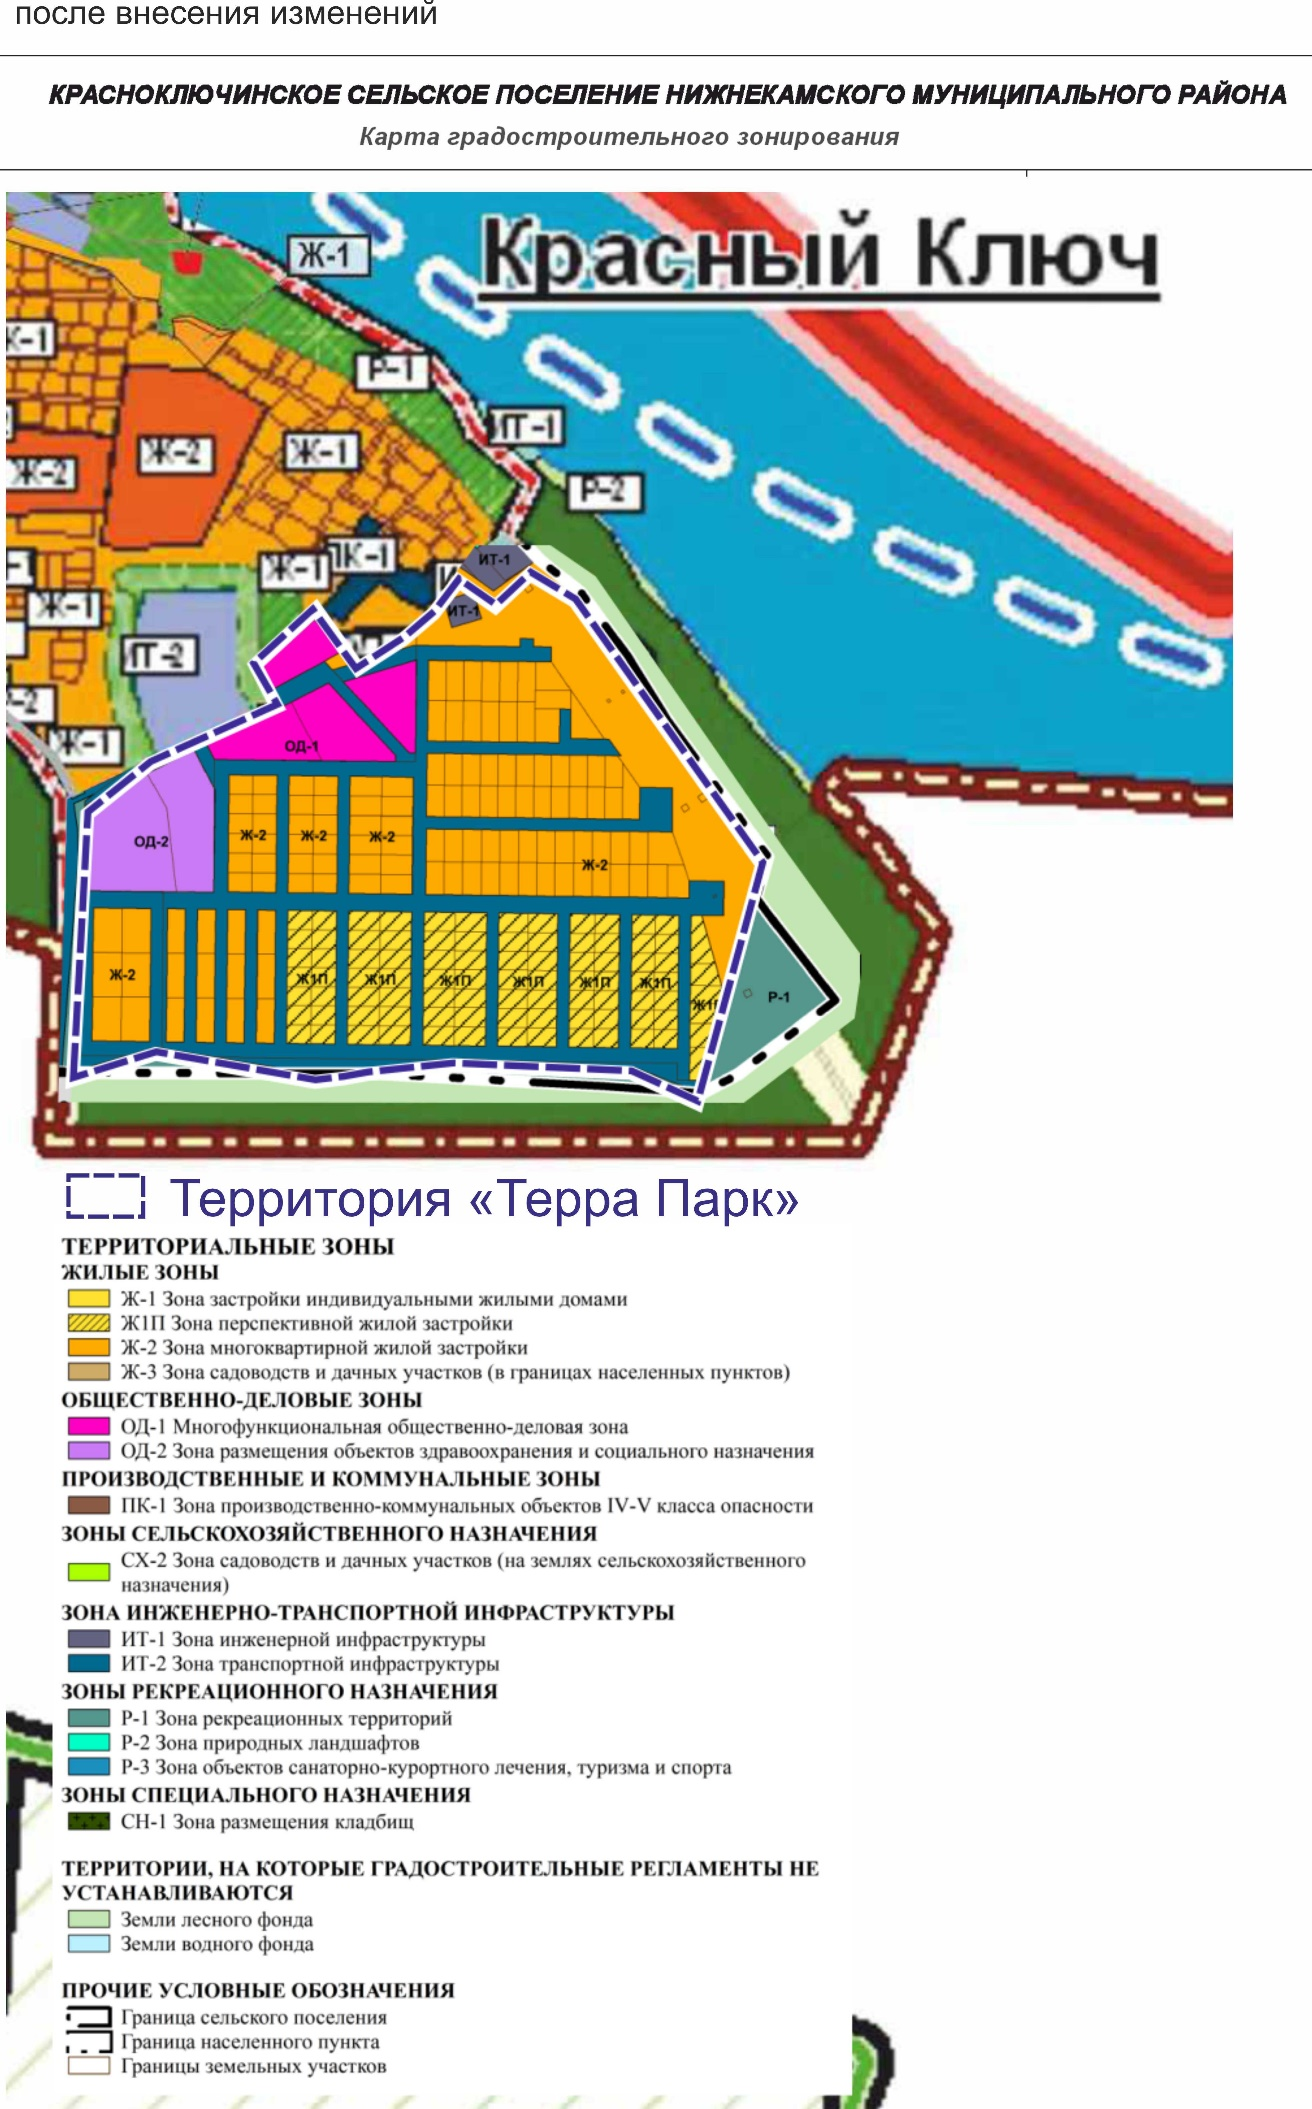 после внесения изменений
КРАСНОКЛЮЧИНСКОЕ СЕЛЬСКОЕ ПОСЕЛЕНИЕ НИЖНЕКАМСКОГО МУНИЦИПАЛЬНОГО РАЙОНА
Карта градостроительного зонирования
Красный Ключ
Ж-1
Ж-1
Р-1
ИТ-1
Ж-2
Ж-1
Ж-2
Р-2
ПК-1
ИТ-1
Ж-1
Ж-1
ИТ-1
ИТ-2
Ж-1
ОД-1
ОД-2
Ж-2
Ж-2
Ж-2
Ж-2
Ж-2
Ж1П
Ж1П
Ж1П
Ж1П
Ж1П
Ж1П
Ж1П
Р-1
Территория «Терра Парк»
ТЕРРИТОРИАЛЬНЫЕ ЗОНЫ
ЖИЛЫЕ ЗОНЫ
Ж-1 Зона застройки индивидуальными жилыми домами
Ж1П Зона перспективной жилой застройки
Ж-2 Зона многоквартирной жилой застройки
Ж-3 Зона садоводств и дачных участков (в границах населенных пунктов)
ОБЩЕСТВЕННО-ДЕЛОВЫЕ ЗОНЫ
ОД-1 Многофункциональная общественно-деловая зона
ОД-2 Зона размещения объектов здравоохранения и социального назначения
ПРОИЗВОДСТВЕННЫЕ И КОММУНАЛЬНЫЕ ЗОНЫ
ПК-1 Зона производственно-коммунальных объектов IV-V класса опасности
ЗОНЫ СЕЛЬСКОХОЗЯЙСТВЕННОГО НАЗНАЧЕНИЯ
СХ-2 Зона садоводств и дачных участков (на землях сельскохозяйственного
назначения)
ЗОНА ИНЖЕНЕРНО-ТРАНСПОРТНОЙ ИНФРАСТРУКТУРЫ
ИТ-1 Зона инженерной инфраструктуры
ИТ-2 Зона транспортной инфраструктуры
ЗОНЫ РЕКРЕАЦИОННОГО НАЗНАЧЕНИЯ
Р-1 Зона рекреационных территорий
Р-2 Зона природных ландшафтов
Р-3 Зона объектов санаторно-курортного лечения, туризма и спорта
ЗОНЫ СПЕЦИАЛЬНОГО НАЗНАЧЕНИЯ
СН-1 Зона размещения кладбищ
ТЕРРИТОРИИ, НА КОТОРЫЕ ГРАДОСТРОИТЕЛЬНЫЕ РЕГЛАМЕНТЫ НЕ
УСТАНАВЛИВАЮТСЯ
Земли лесного фонда
Земли водного фонда
ПРОЧИЕ УСЛОВНЫЕ ОБОЗНАЧЕНИЯ
Граница сельского поселения
Граница населенного пункта
Границы земельных участков